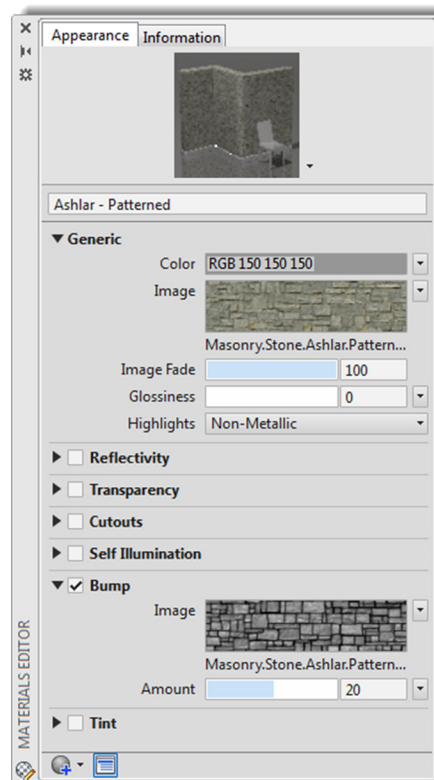 Appearance
Information
Ashlar - Patterned
Generic
Color RGB 150 150 150
Image
Masonry.Stone.Ashlar.Pattern...
Image Fade 100
Glossiness 0
Highlights Non-Metallic
Reflectivity
Transparency
Cutouts
Self Illumination
Bump
Image
Masonry.Stone.Ashlar.Pattern...
Amount 20
Tint
MATERIALS EDITOR